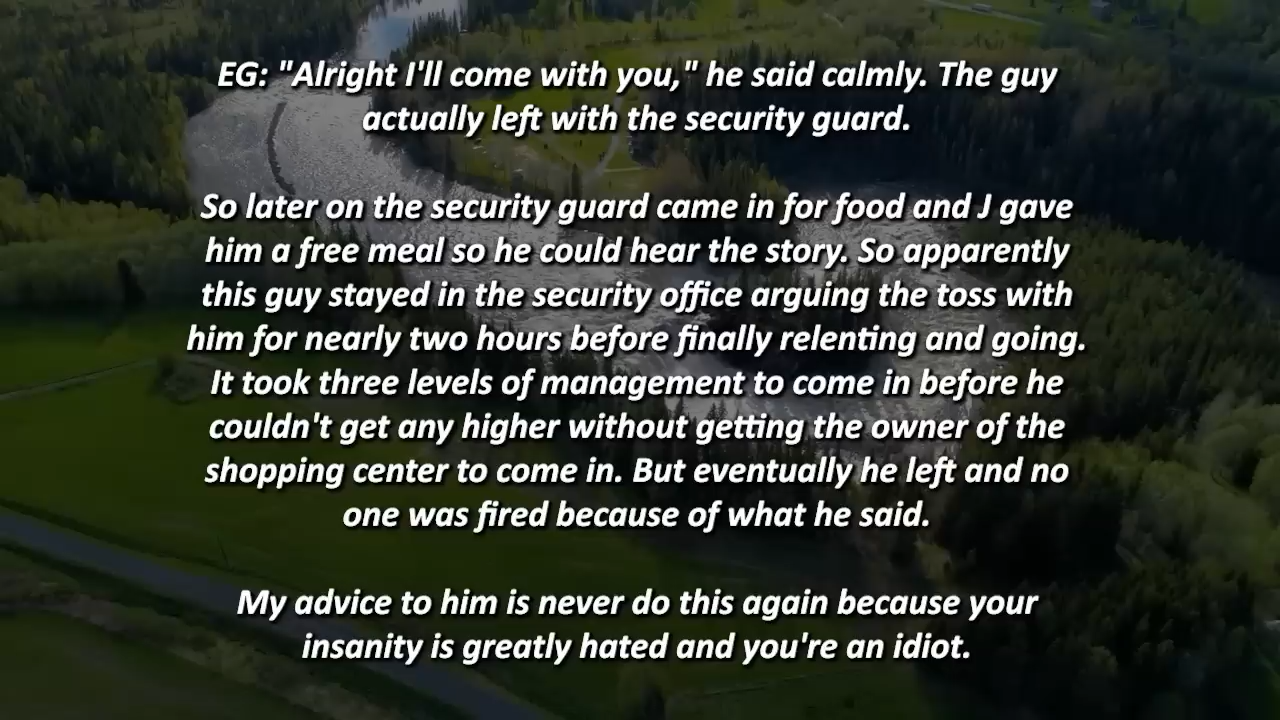 EG: "Alright I'll come with you," he said calmly. The guy
actually left with the security guard.
So later on the security guard came in for food and J gave
him a free meal so he could hear the story. So apparently
this guy stayed in the security office arguing the toss with
him for nearly two hours before finally relenting and going.
It took three levels of management to come in before he
couldn't get any higher without getting the owner of the
shopping center to come in. But eventually he left and no
one was fired because of what he said.
My advice to him is never do this again because your
insanity is greatly hated and you're an idiot.